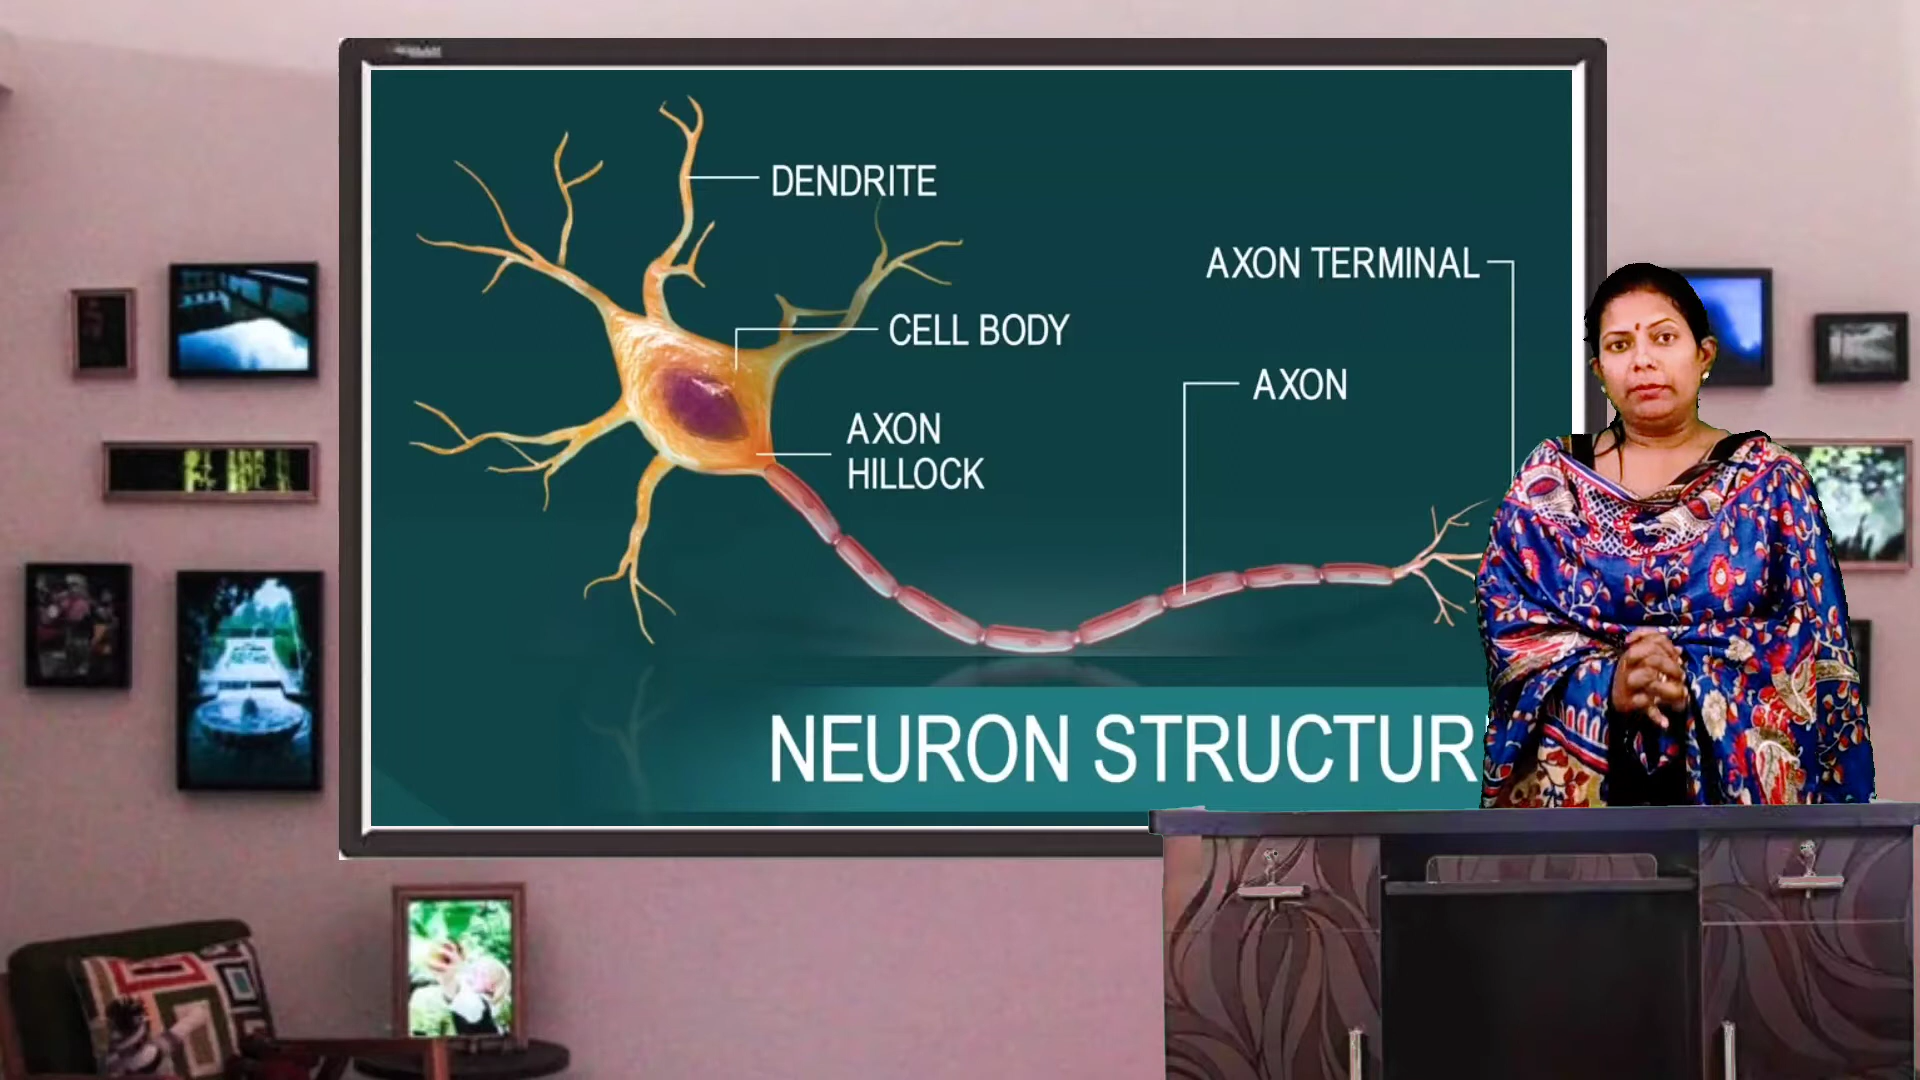 DENDRITE
AXON TERMINAL
CELL BODY
AXON
AXON
HILLOCK
NEURON STRUCTUR